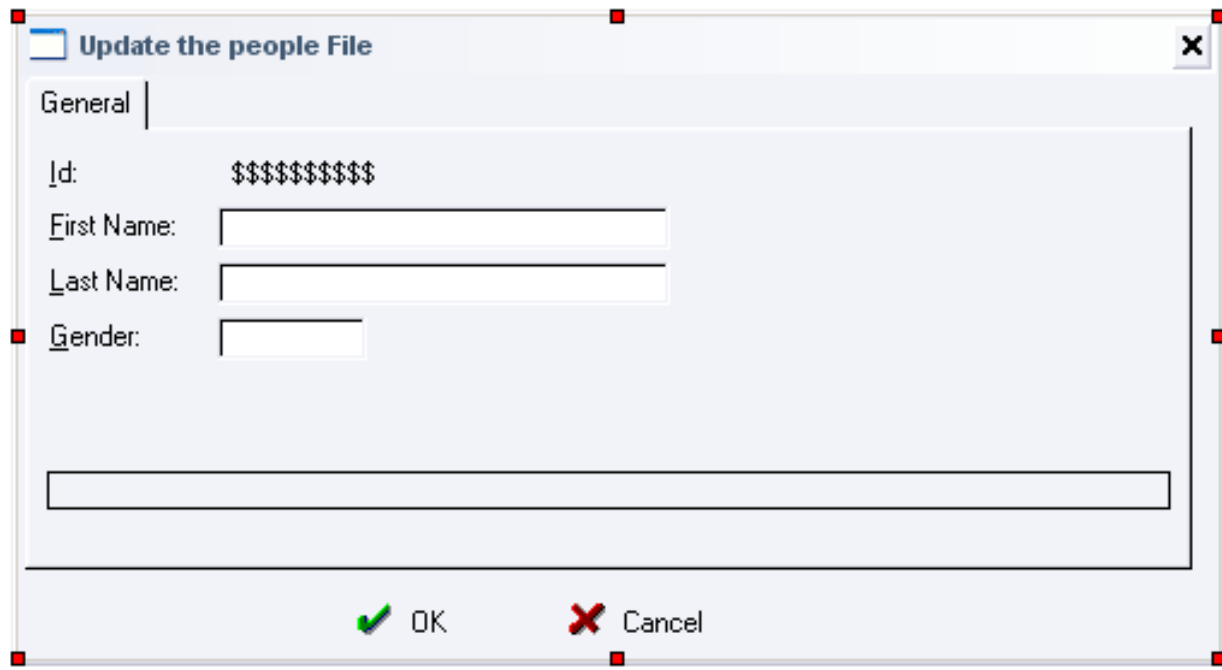 Update the people File
General
Id: $$$$$$$$$$
First Name:
Last Name:
Gender:
OK Cancel